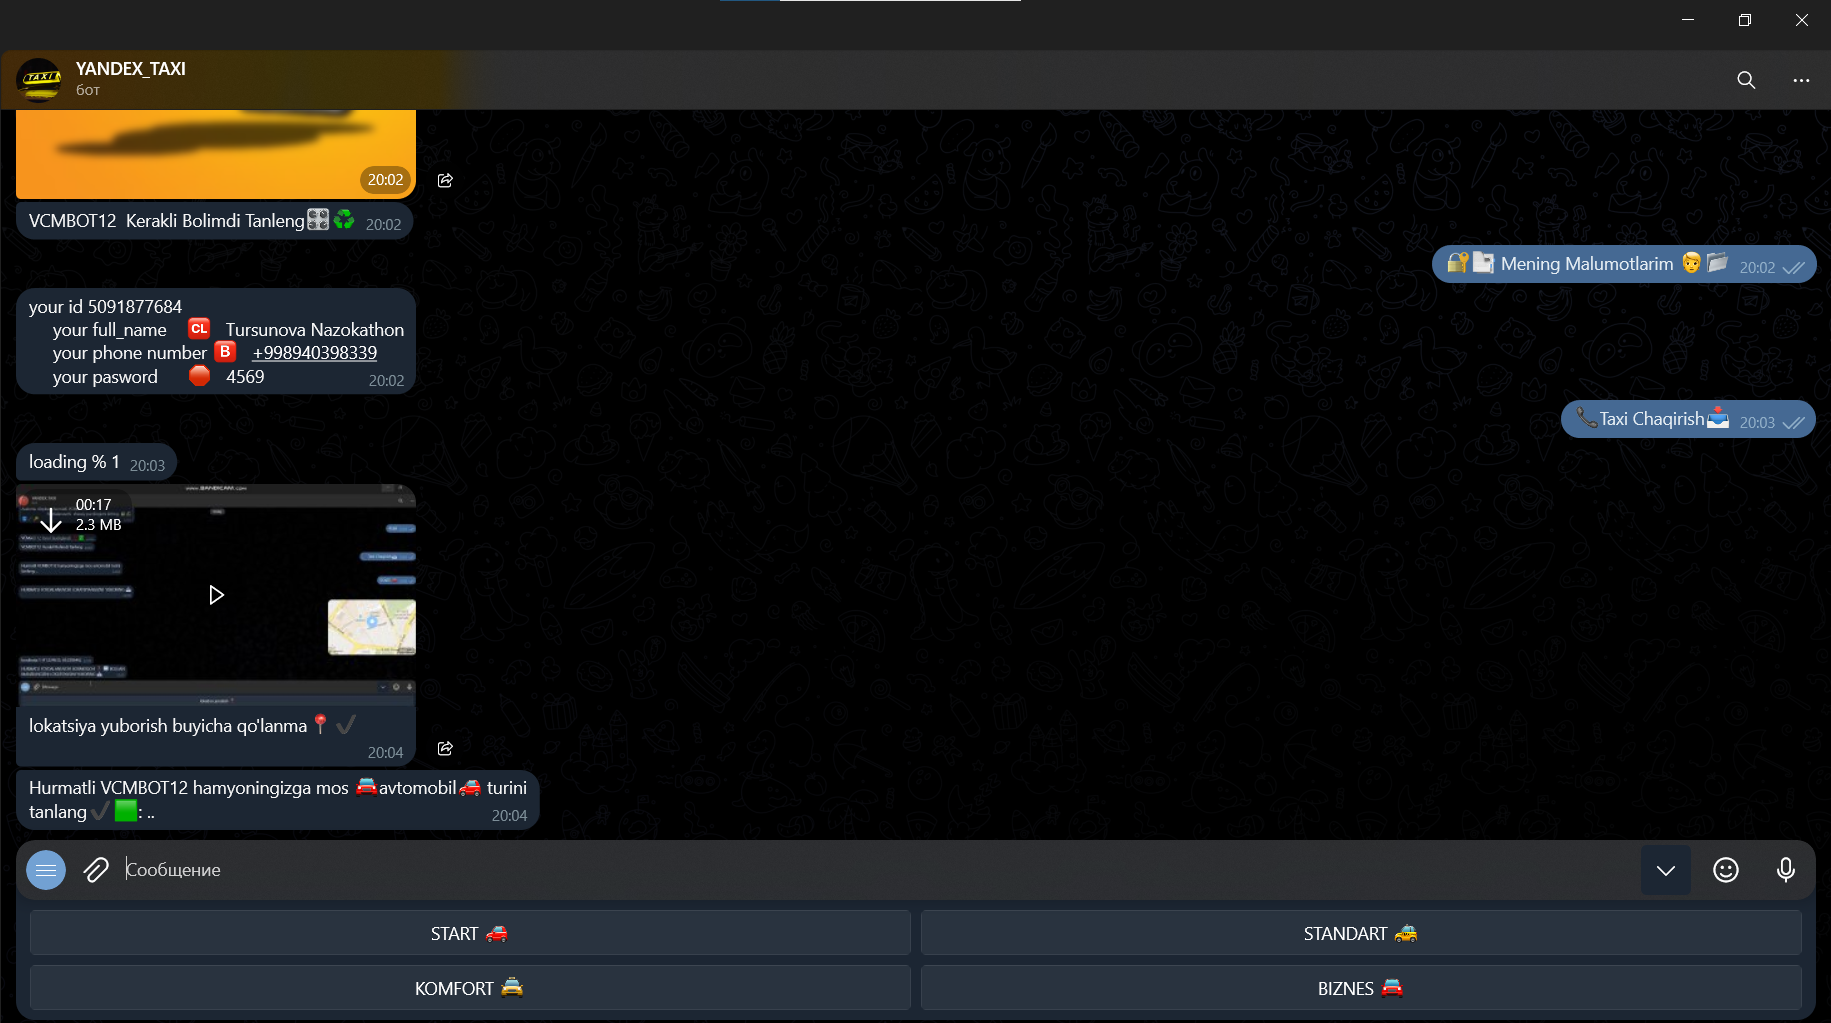 YANDEX_TAXI
бот
20:02
VCMBOT12 Kerakli Bolimdi Tanleng🎛️♻️ 20:02
🔐📑 Mening Malumotlarim 👨📂 20:02
your id 5091877684
your full_name 🆑 Tursunova Nazokathon
your phone number 🅱️ +998940398339
your pasword 🛑 4569 20:02
📞Taxi Chaqirish📥 20:03
loading % 1 20:03
www.BANDICAM.com
00:17
2.3 MB
lokatsiya yuborish buyicha qo'lanma📍✔️
20:04
Hurmatli VCMBOT12 hamyoningizga mos 🚘avtomobil🚗 turini
tanlang✔️🟩: .. 20:04
Сообщение
START 🚗
STANDART 🚕
KOMFORT 🚖
BIZNES 🚘